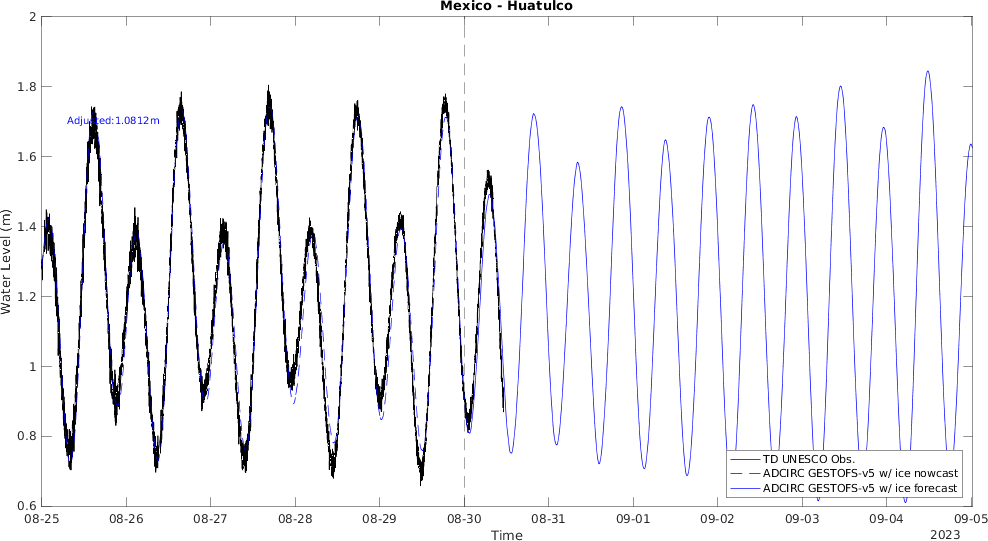 Mexico - Huatulco
2
1.8
1.6
1.4
1.2
1
0.8
0.6
Water Level (m)
Adjusted:1.0812m
TD UNESCO Obs.
ADCIRC GESTOFS-v5 w/ ice nowcast
ADCIRC GESTOFS-v5 w/ ice forecast
08-25 08-26 08-27 08-28 08-29 08-30 08-31 09-01 09-02 09-03 09-04 09-05
Time
2023